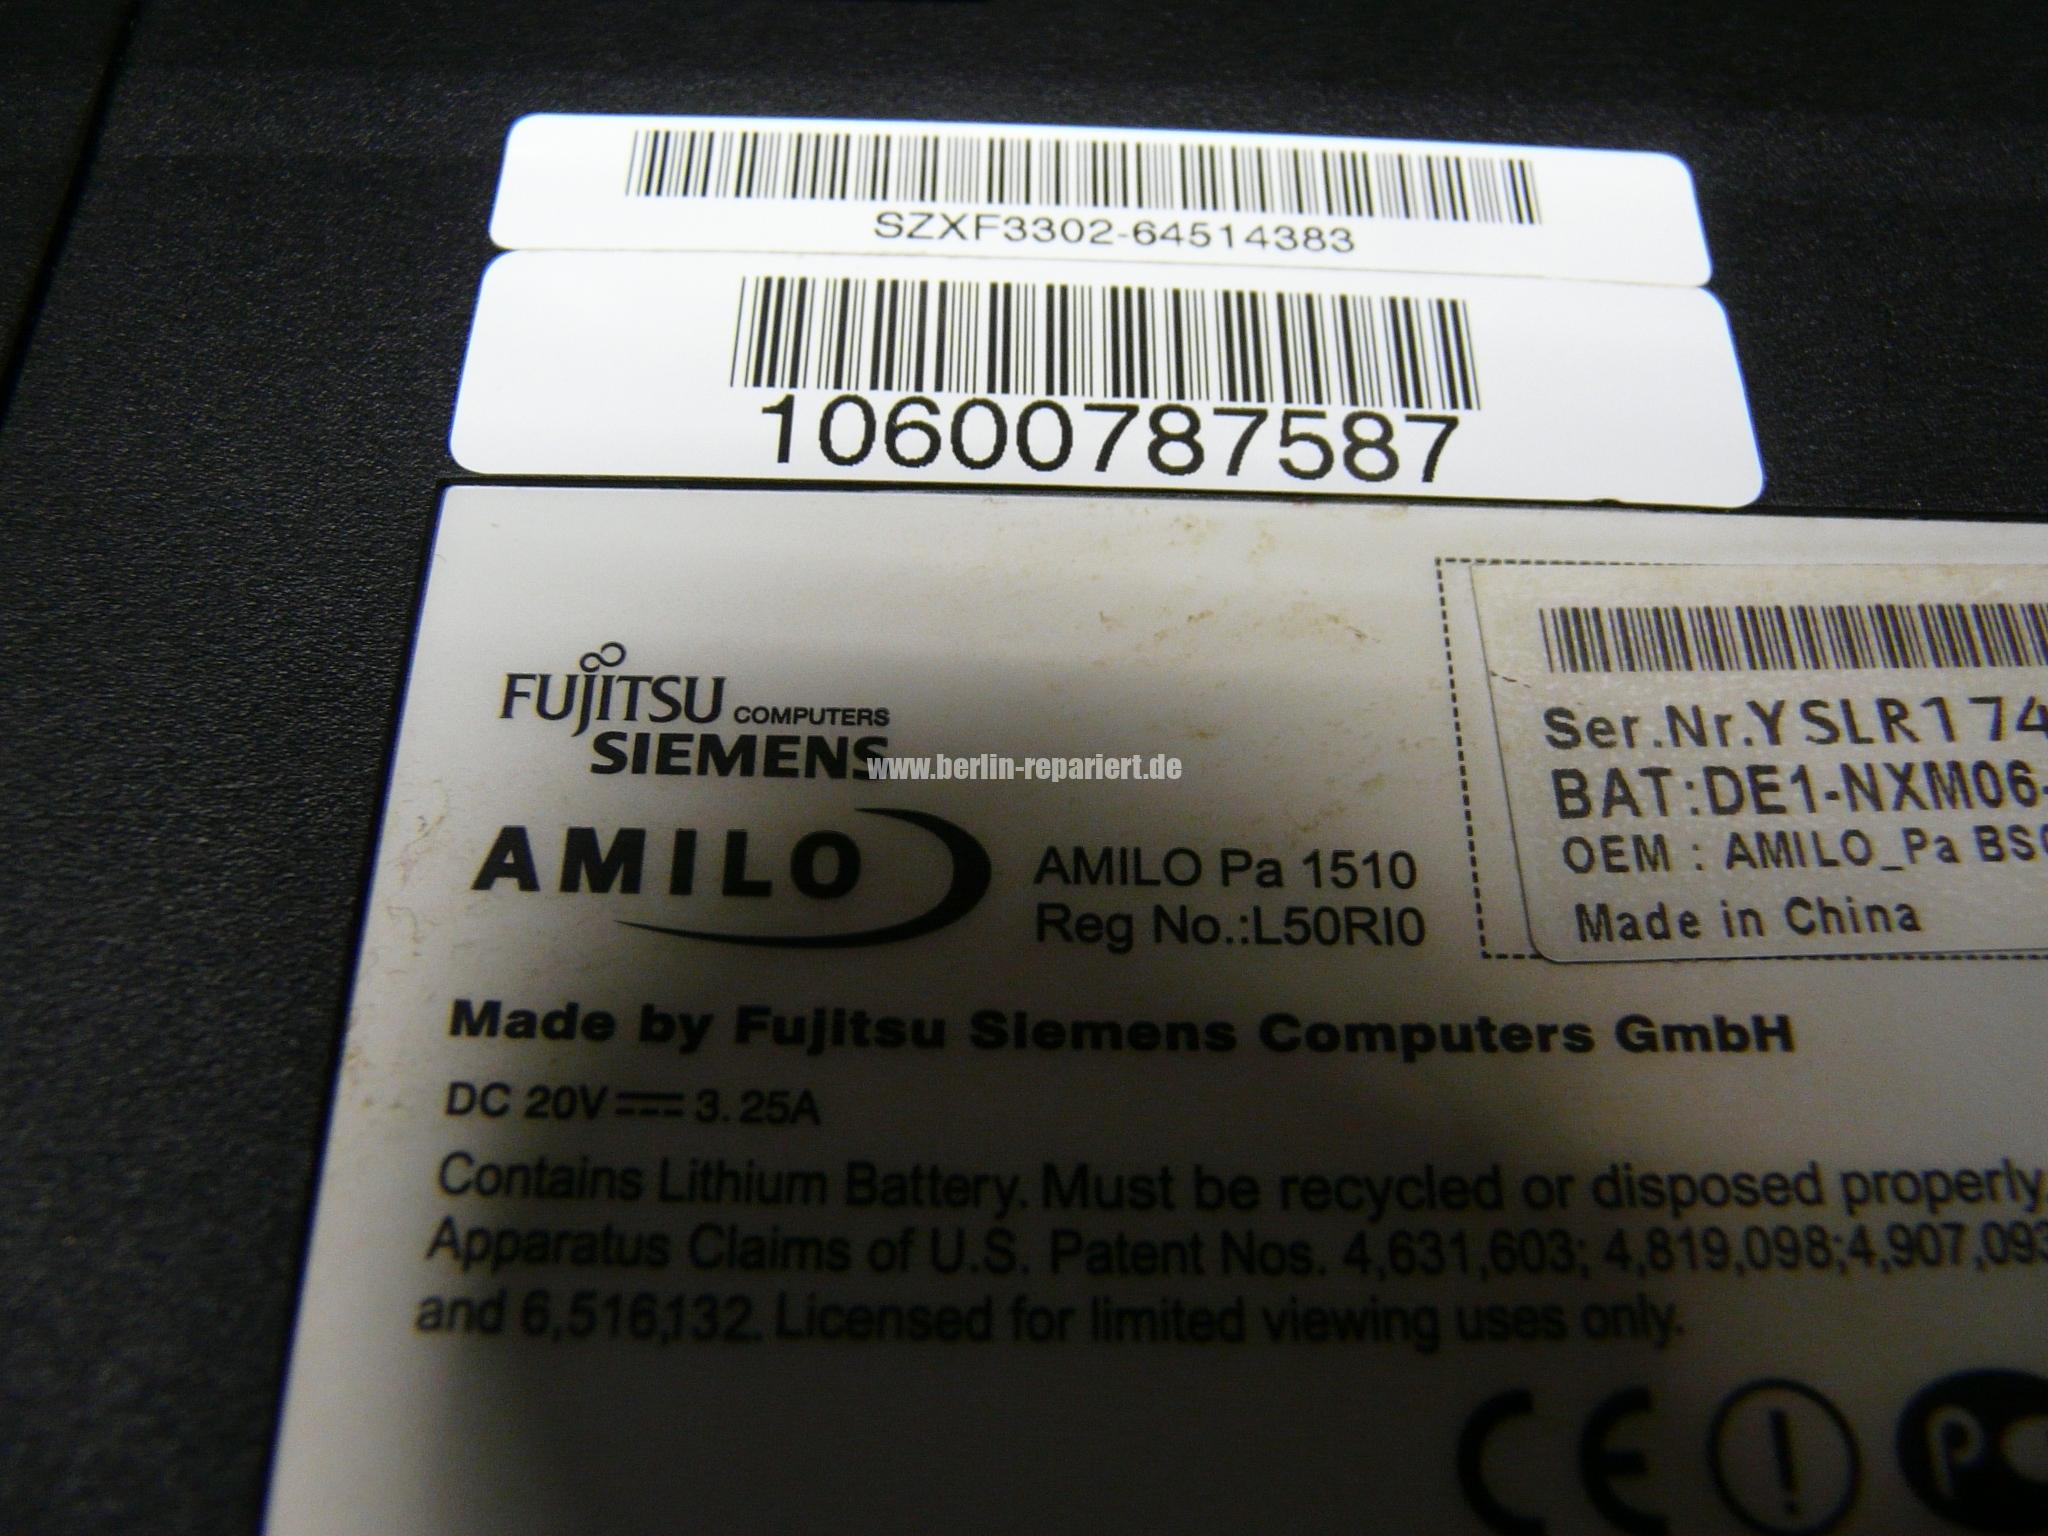 SZXF3302-64514383
10600787587
FUJITSU COMPUTERS
SIEMENS
www.berlin-repariert.de
AMILO
AMILO Pa 1510
Reg No.:L50RI0
Ser.Nr.YSLR174
BAT:DE1-NXM06-
OEM : AMILO_Pa BS
Made in China
Made by Fujitsu Siemens Computers GmbH
DC 20V 3.25A
Contains Lithium Battery. Must be recycled or disposed properly.
Apparatus Claims of U.S. Patent Nos. 4,631,603; 4,819,098;4,907,093
and 6,516,132. Licensed for limited viewing uses only.
CE